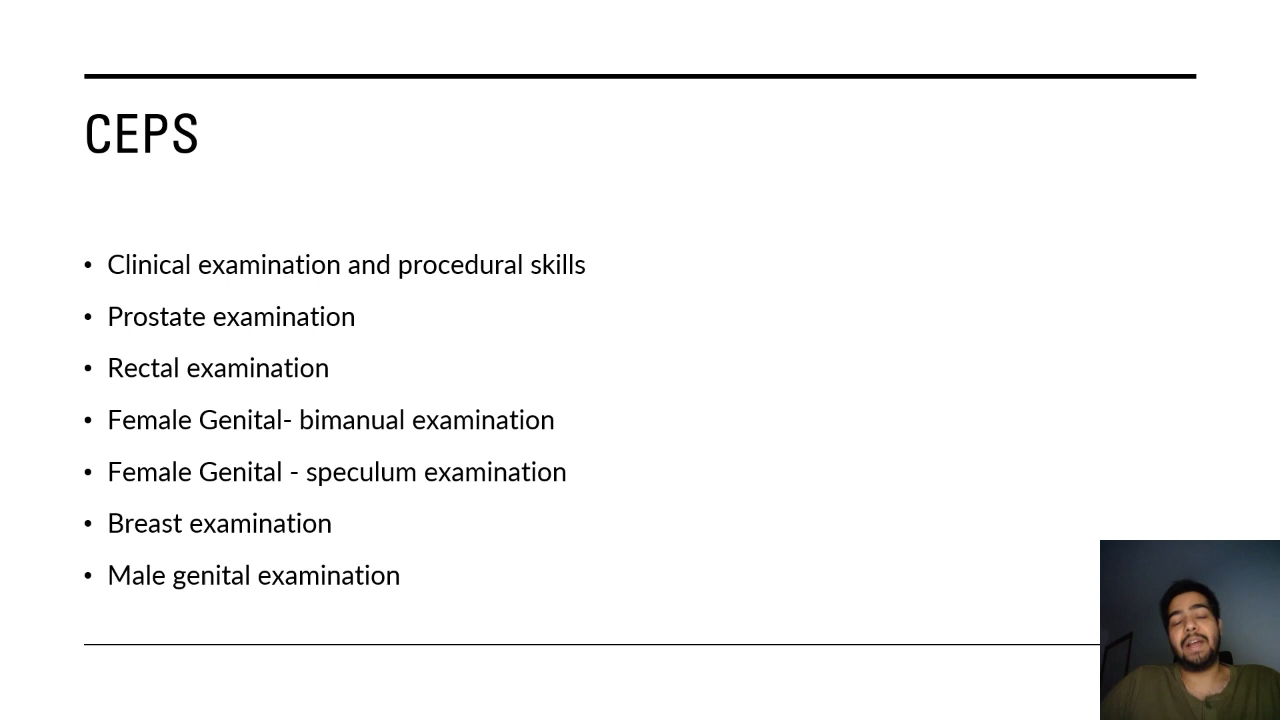 CEPS
• Clinical examination and procedural skills
• Prostate examination
• Rectal examination
• Female Genital- bimanual examination
• Female Genital - speculum examination
• Breast examination
• Male genital examination